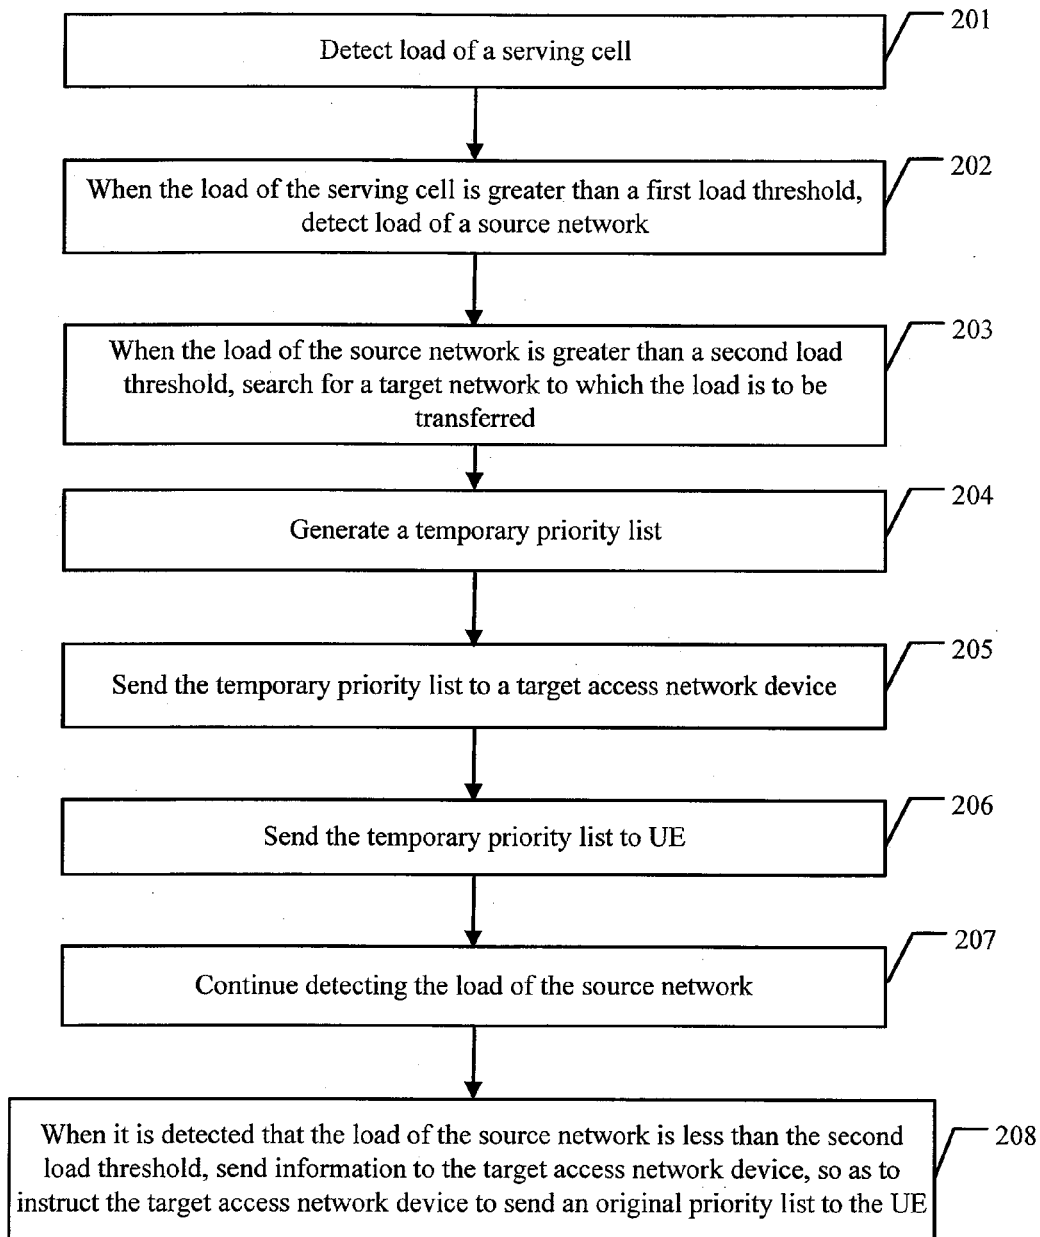 201
Detect load of a serving cell
202
When the load of the serving cell is greater than a first load threshold,
detect load of a source network
203
When the load of the source network is greater than a second load
threshold, search for a target network to which the load is to be
transferred
204
Generate a temporary priority list
205
Send the temporary priority list to a target access network device
206
Send the temporary priority list to UE
207
Continue detecting the load of the source network
208
When it is detected that the load of the source network is less than the second
load threshold, send information to the target access network device, so as to
instruct the target access network device to send an original priority list to the UE